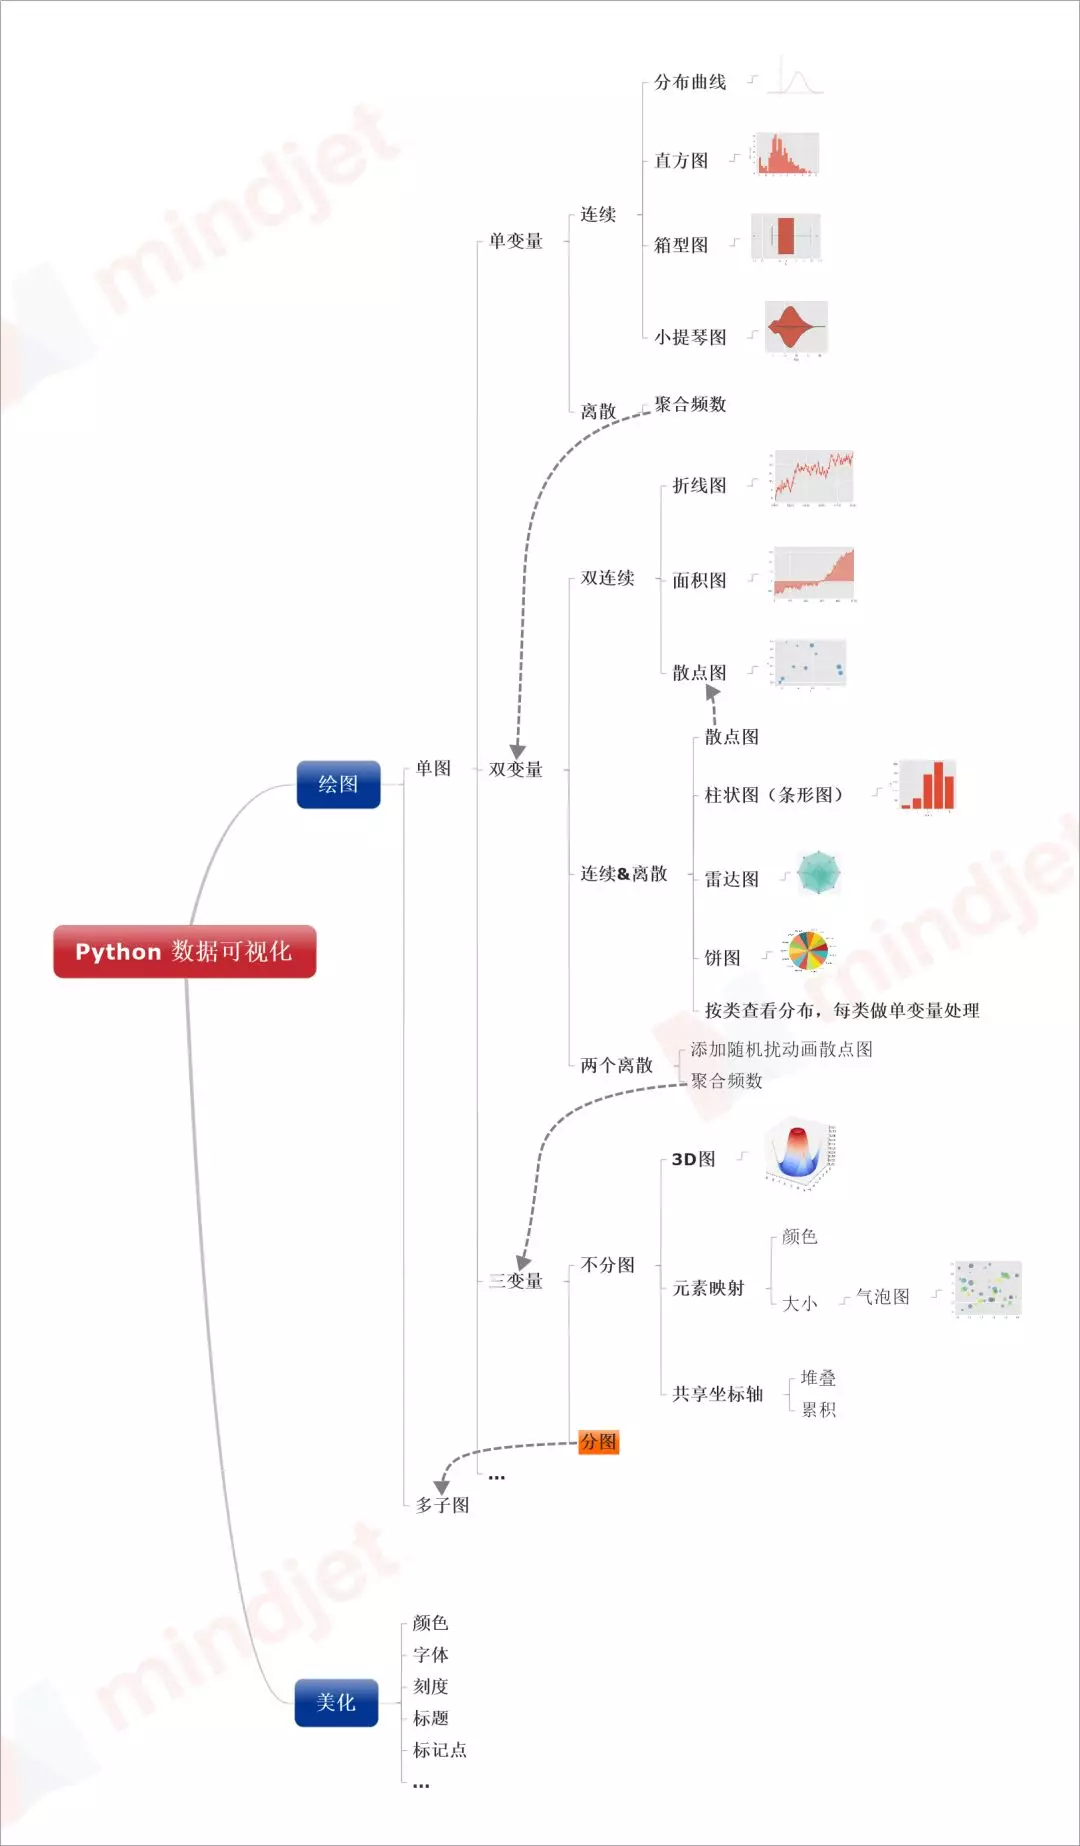 Python 数据可视化
绘图
单图
单变量
连续
分布曲线
直方图
箱型图
小提琴图
离散
聚合频数
双变量
双连续
折线图
面积图
散点图
连续&离散
散点图
柱状图（条形图）
雷达图
饼图
按类查看分布，每类做单变量处理
两个离散
添加随机扰动画散点图
聚合频数
三变量
不分图
3D图
元素映射
颜色
大小
气泡图
共享坐标轴
堆叠
累积
分图
...
多子图
美化
颜色
字体
刻度
标题
标记点
...
mindjet
mindjet
mindjet